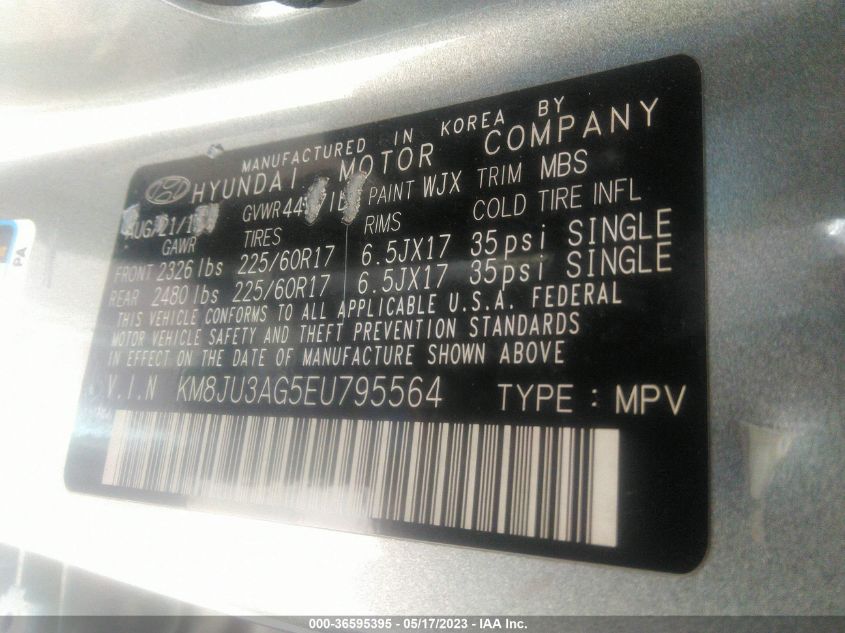 MANUFACTURED IN KOREA BY
HYUNDAI MOTOR COMPANY
PAINT WJX TRIM MBS
GAWR TIRES RIMS COLD TIRE INFL
FRONT 2326 lbs 225/60R17 6.5JX17 35psi SINGLE
REAR 2480 lbs 225/60R17 6.5JX17 35psi SINGLE
THIS VEHICLE CONFORMS TO ALL APPLICABLE U.S.A. FEDERAL
MOTOR VEHICLE SAFETY AND THEFT PREVENTION STANDARDS
IN EFFECT ON THE DATE OF MANUFACTURE SHOWN ABOVE
V.I.N KM8JU3AG5EU795564 TYPE : MPV
PA
000-36595395 - 05/17/2023 - IAA Inc.